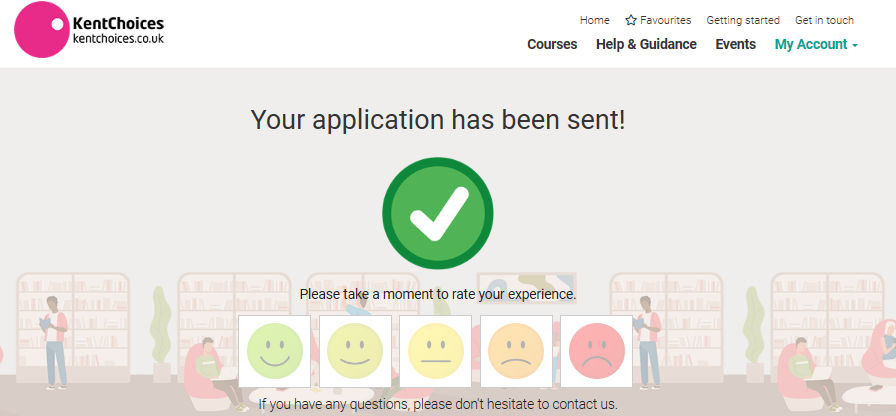 KentChoices
kentchoices.co.uk
Home Favourites Getting started Get in touch
Courses Help & Guidance Events My Account
Your application has been sent!
Please take a moment to rate your experience.
If you have any questions, please don't hesitate to contact us.